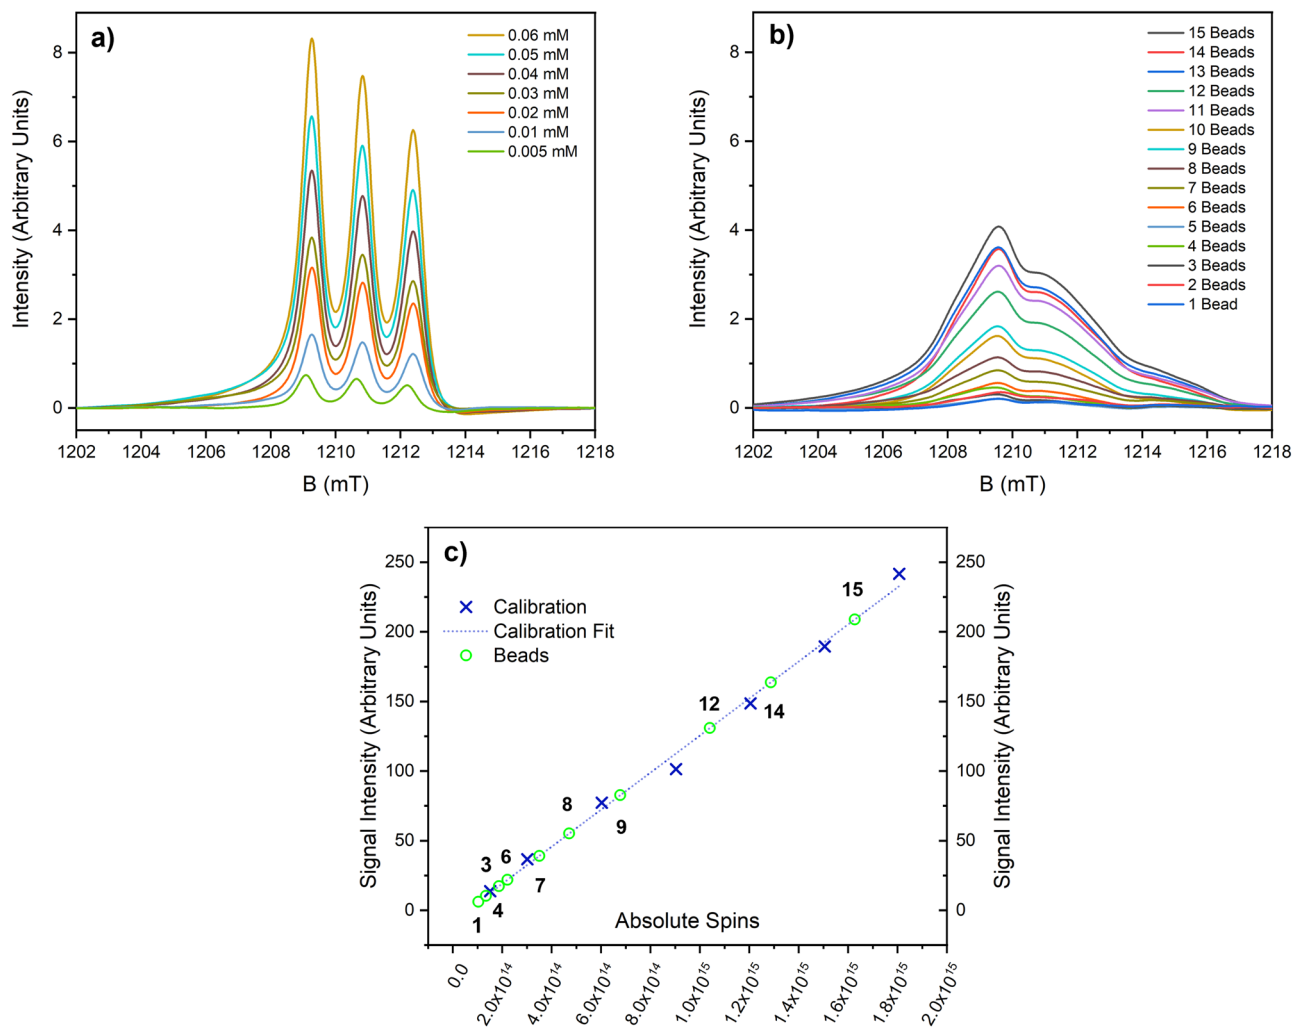 a)
0.06 mM
0.05 mM
0.04 mM
0.03 mM
0.02 mM
0.01 mM
0.005 mM
Intensity (Arbitrary Units)
8
6
4
2
0
1202 1204 1206 1208 1210 1212 1214 1216 1218
B (mT)
b)
15 Beads
14 Beads
13 Beads
12 Beads
11 Beads
10 Beads
9 Beads
8 Beads
7 Beads
6 Beads
5 Beads
4 Beads
3 Beads
2 Beads
1 Bead
Intensity (Arbitrary Units)
8
6
4
2
0
1202 1204 1206 1208 1210 1212 1214 1216 1218
B (mT)
c)
Calibration
Calibration Fit
Beads
Signal Intensity (Arbitrary Units)
250
200
150
100
50
0
15
12
14
8
9
3 6
7
4
1
250
200
150
100
50
0
Signal Intensity (Arbitrary Units)
Absolute Spins
0.0 2.0x10¹⁴ 4.0x10¹⁴ 6.0x10¹⁴ 8.0x10¹⁴ 1.0x10¹⁵ 1.2x10¹⁵ 1.4x10¹⁵ 1.6x10¹⁵ 1.8x10¹⁵ 2.0x10¹⁵